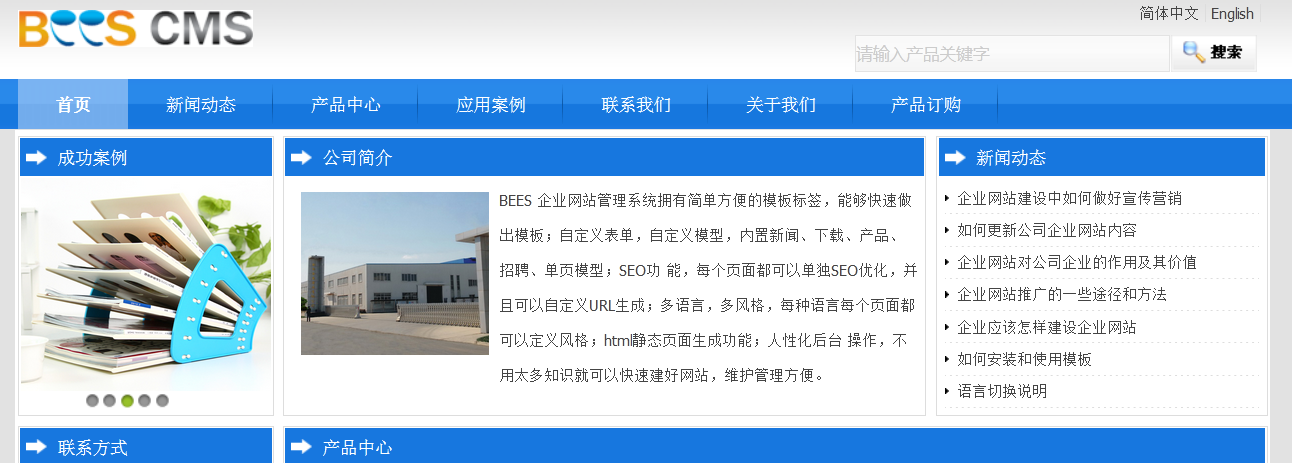 BEES CMS
简体中文 English
请输入产品关键字 搜索
首页 新闻动态 产品中心 应用案例 联系我们 关于我们 产品订购
成功案例
公司简介
BEES 企业网站管理系统拥有简单方便的模板标签，能够快速做
出模板；自定义表单，自定义模型，内置新闻、下载、产品、
招聘、单页模型；SEO功 能，每个页面都可以单独SEO优化，并
且可以自定义URL生成；多语言，多风格，每种语言每个页面都
可以定义风格；html静态页面生成功能；人性化后台 操作，不
用太多知识就可以快速建好网站，维护管理方便。
新闻动态
企业网站建设中如何做好宣传营销
如何更新公司企业网站内容
企业网站对公司企业的作用及其价值
企业网站推广的一些途径和方法
企业应该怎样建设企业网站
如何安装和使用模板
语言切换说明
联系方式
产品中心